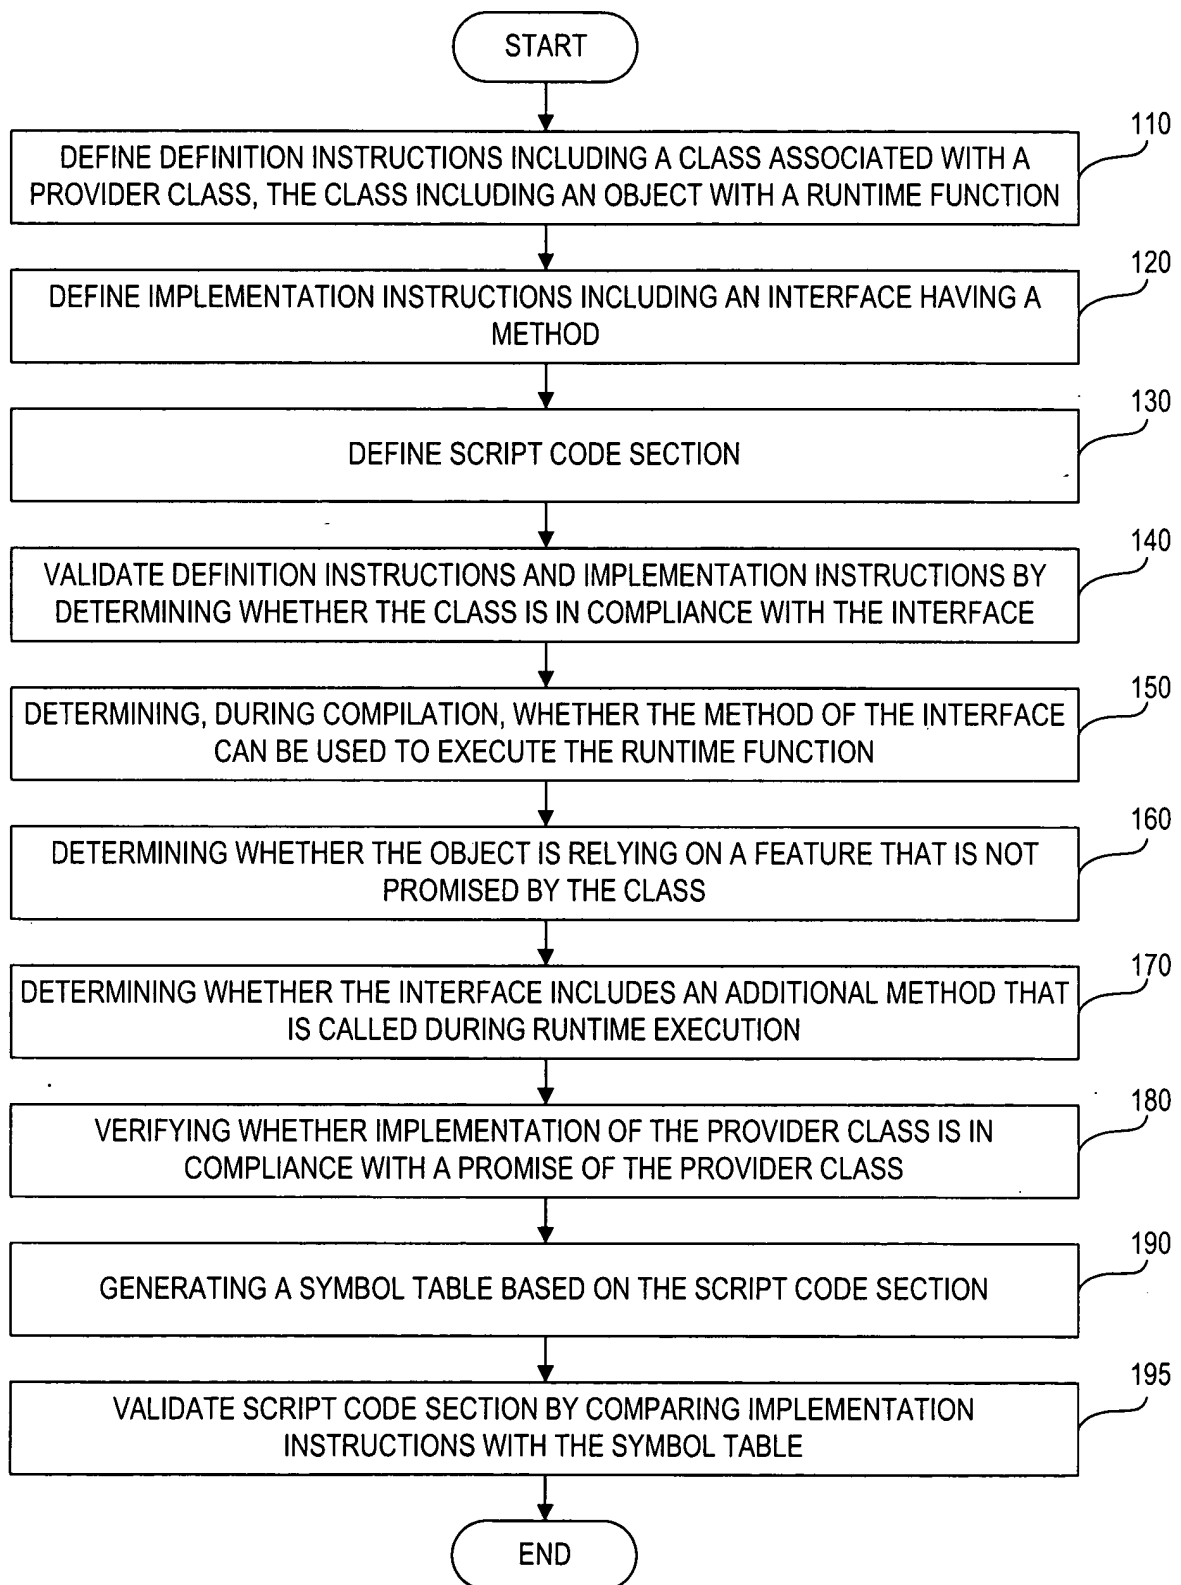 START
110
DEFINE DEFINITION INSTRUCTIONS INCLUDING A CLASS ASSOCIATED WITH A
PROVIDER CLASS, THE CLASS INCLUDING AN OBJECT WITH A RUNTIME FUNCTION
120
DEFINE IMPLEMENTATION INSTRUCTIONS INCLUDING AN INTERFACE HAVING A
METHOD
130
DEFINE SCRIPT CODE SECTION
140
VALIDATE DEFINITION INSTRUCTIONS AND IMPLEMENTATION INSTRUCTIONS BY
DETERMINING WHETHER THE CLASS IS IN COMPLIANCE WITH THE INTERFACE
150
DETERMINING, DURING COMPILATION, WHETHER THE METHOD OF THE INTERFACE
CAN BE USED TO EXECUTE THE RUNTIME FUNCTION
160
DETERMINING WHETHER THE OBJECT IS RELYING ON A FEATURE THAT IS NOT
PROMISED BY THE CLASS
170
DETERMINING WHETHER THE INTERFACE INCLUDES AN ADDITIONAL METHOD THAT
IS CALLED DURING RUNTIME EXECUTION
180
VERIFYING WHETHER IMPLEMENTATION OF THE PROVIDER CLASS IS IN
COMPLIANCE WITH A PROMISE OF THE PROVIDER CLASS
190
GENERATING A SYMBOL TABLE BASED ON THE SCRIPT CODE SECTION
195
VALIDATE SCRIPT CODE SECTION BY COMPARING IMPLEMENTATION
INSTRUCTIONS WITH THE SYMBOL TABLE
END